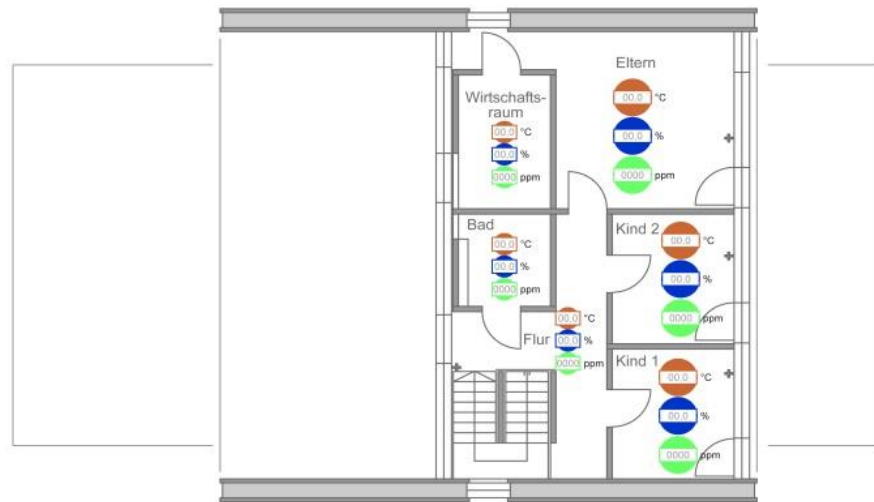 Eltern
00,0 °C
00,0 %
0000 ppm
Wirtschafts-
raum
00,0 °C
00,0 %
0000 ppm
Bad
00,0 °C
00,0 %
0000 ppm
Kind 2
00,0 °C
00,0 %
0000 ppm
Flur
00,0 °C
00,0 %
0000 ppm
Kind 1
00,0 °C
00,0 %
0000 ppm